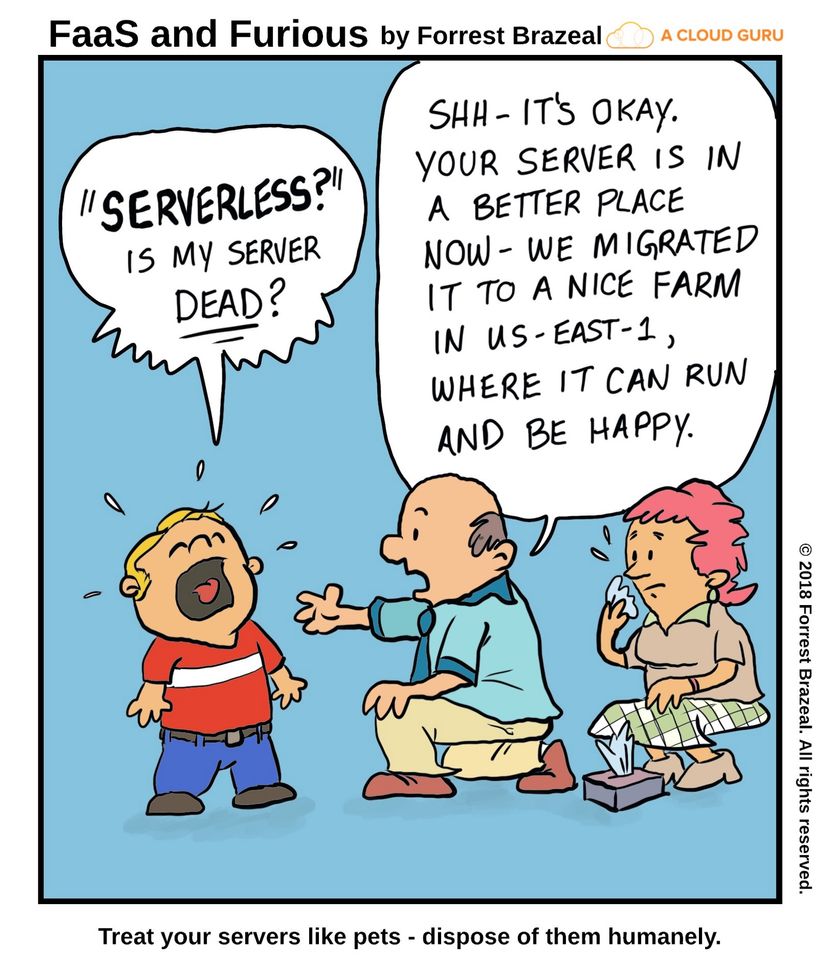 FaaS and Furious by Forrest Brazeal A CLOUD GURU
"SERVERLESS?"
IS MY SERVER
DEAD?
SHH - IT'S OKAY.
YOUR SERVER IS IN
A BETTER PLACE
NOW - WE MIGRATED
IT TO A NICE FARM
IN US-EAST-1,
WHERE IT CAN RUN
AND BE HAPPY.
© 2018 Forrest Brazeal. All rights reserved.
Treat your servers like pets - dispose of them humanely.